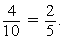 4/10 = 2/5.